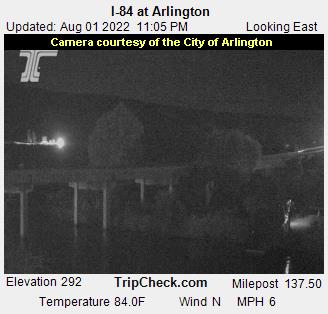 I-84 at Arlington
Updated: Aug 01 2022 11:05 PM Looking East
Camera courtesy of the City of Arlington
Elevation 292 TripCheck.com Milepost 137.50
Temperature 84.0F Wind N MPH 6